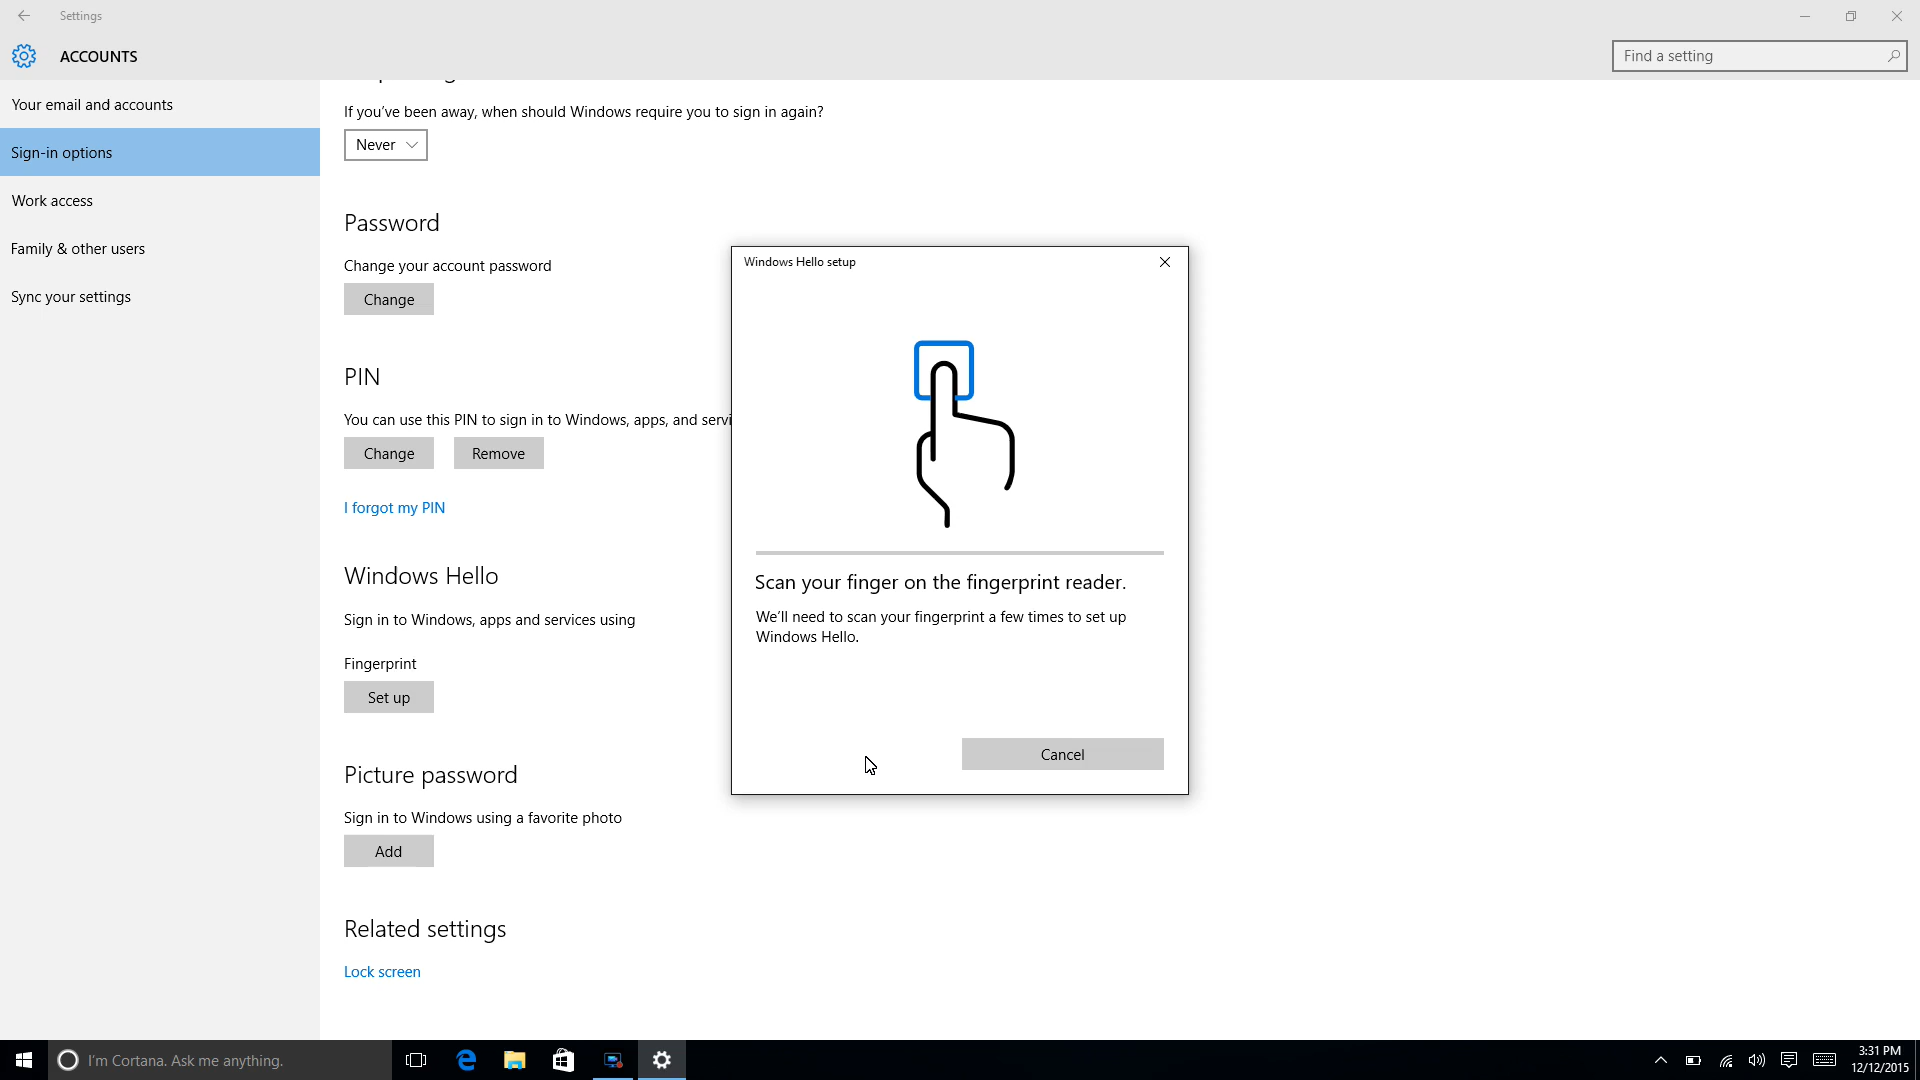 Settings
ACCOUNTS
Find a setting
Your email and accounts
Sign-in options
Work access
Family & other users
Sync your settings
If you've been away, when should Windows require you to sign in again?
Never
Password
Change your account password
Change
PIN
You can use this PIN to sign in to Windows, apps, and servi
Change Remove
I forgot my PIN
Windows Hello
Sign in to Windows, apps and services using
Fingerprint
Set up
Picture password
Sign in to Windows using a favorite photo
Add
Related settings
Lock screen
Windows Hello setup
Scan your finger on the fingerprint reader.
We'll need to scan your fingerprint a few times to set up
Windows Hello.
Cancel
I'm Cortana. Ask me anything.
3:31 PM
12/12/2015